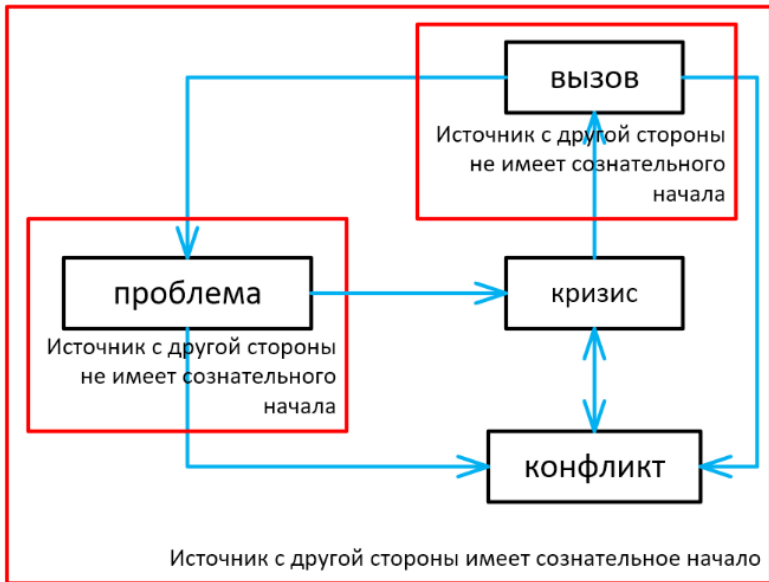 вызов
Источник с другой стороны
не имеет сознательного
начала
проблема
Источник с другой стороны
не имеет сознательного
начала
кризис
конфликт
Источник с другой стороны имеет сознательное начало